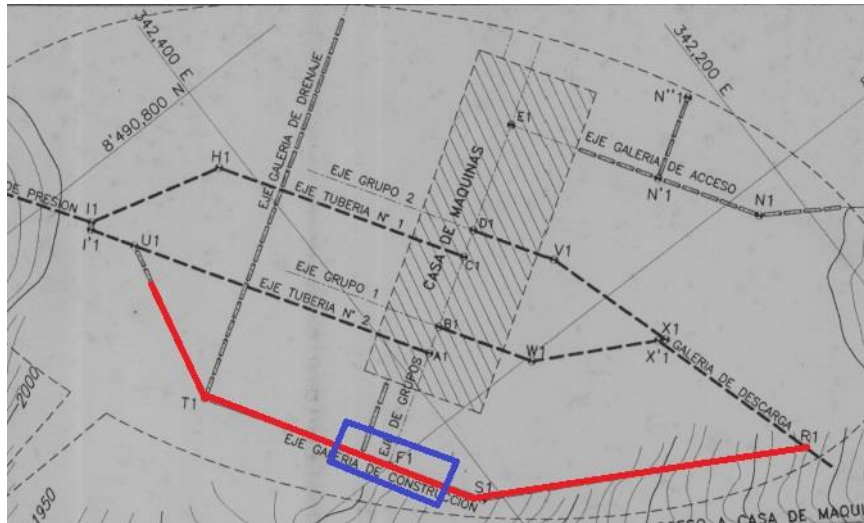 342,400 E
342,200 E
8'490,800 N
EJE GALERIA DE DRENAJE
E1
N''1
EJE GALERIA DE ACCESO
H1
EJE GRUPO 2
CASA DE MAQUINAS
N'1
N1
DE PRESION
I1
I'1
U1
EJE TUBERIA N° 1
D1
C1
V1
EJE GRUPO 1
EJE TUBERIA N° 2
B1
A1
W1
X1
X'1
GALERIA DE DESCARGA
2000
T1
EJE DE GRUPOS
F1
EJE GALERIA DE CONSTRUCCION
R1
S1
1950
A CASA DE MAQUI